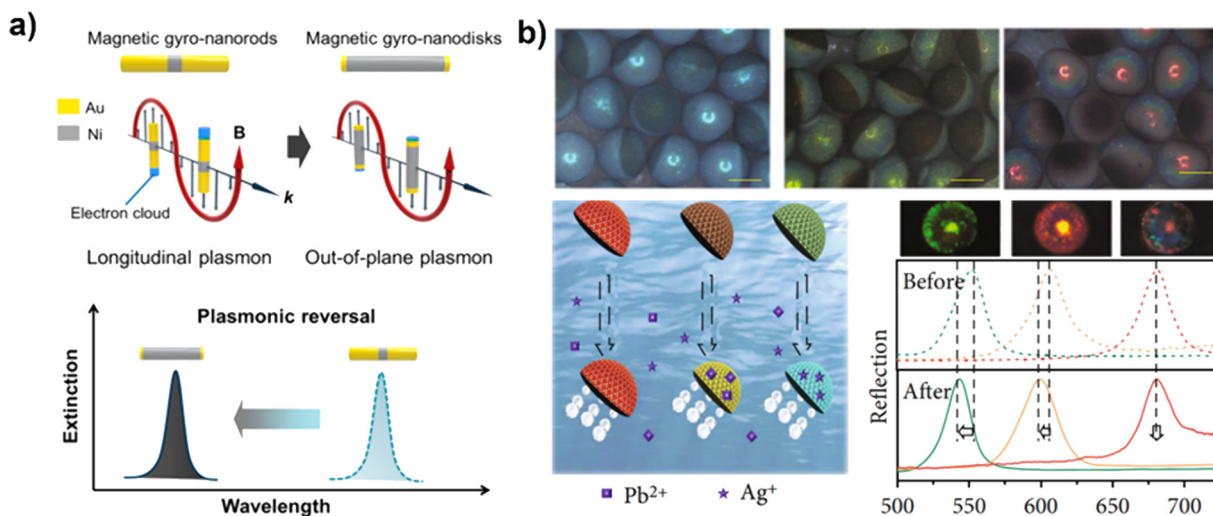 a)
Magnetic gyro-nanorods
Magnetic gyro-nanodisks
Au
Ni
B
k
Electron cloud
Longitudinal plasmon
Out-of-plane plasmon
Plasmonic reversal
Extinction
Wavelength
b)
Pb²⁺
Ag⁺
Before
After
Reflection
500
550
600
650
700